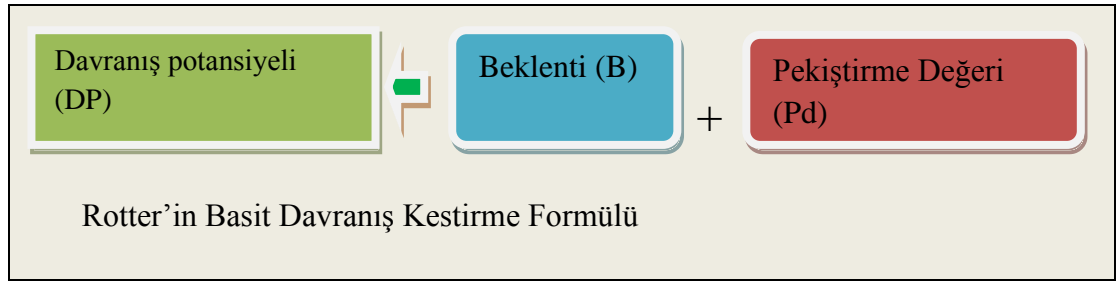 Davranış potansiyeli
(DP)
Beklenti (B)
+
Pekiştirme Değeri
(Pd)
Rotter’in Basit Davranış Kestirme Formülü